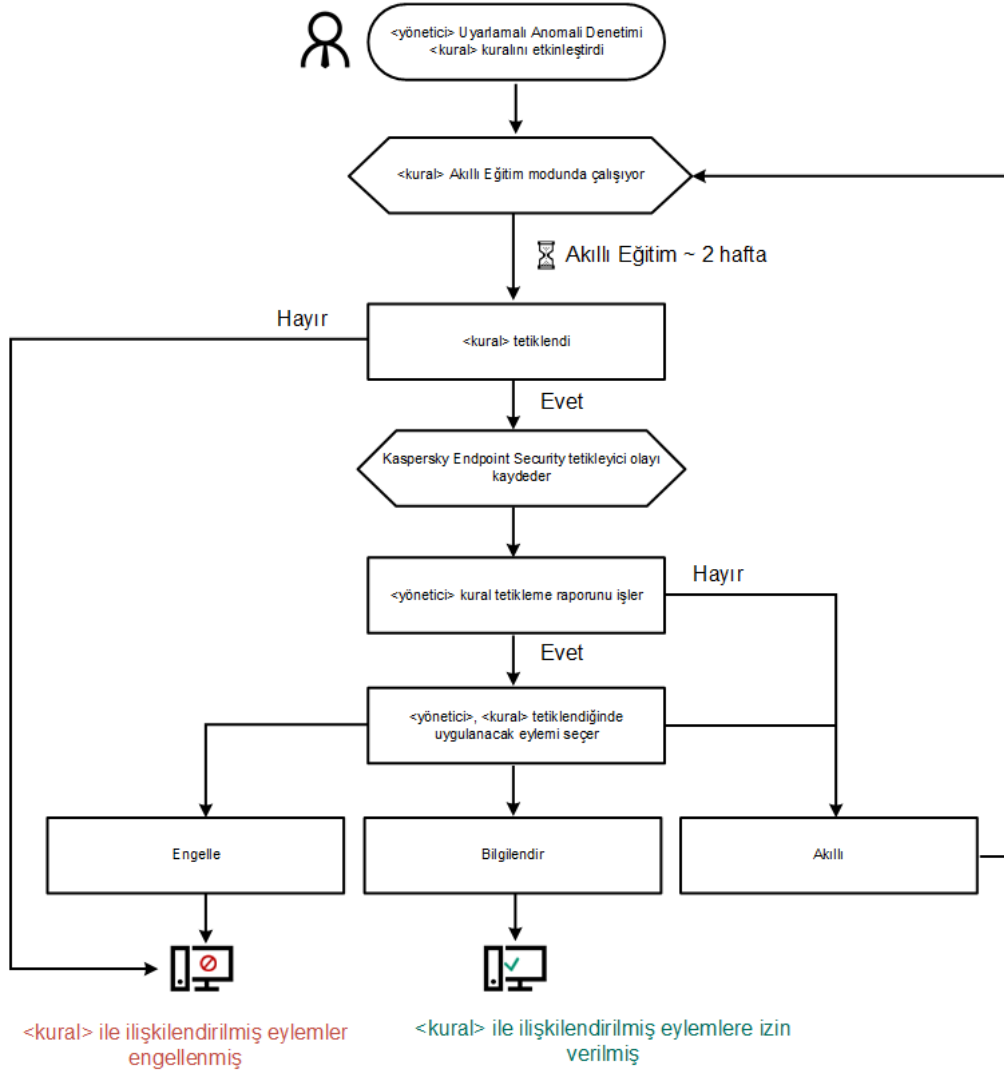 <yönetici> Uyarlamalı Anomali Denetimi
<kural> kuralını etkinleştirdi
<kural> Akıllı Eğitim modunda çalışıyor
Akıllı Eğitim ~ 2 hafta
Hayır
<kural> tetiklendi
Evet
Kaspersky Endpoint Security tetikleyici olayı
kaydeder
Hayır
<yönetici> kural tetikleme raporunu işler
Evet
<yönetici>, <kural> tetiklendiğinde
uygulanacak eylemi seçer
Engelle
Bilgilendir
Akıllı
<kural> ile ilişkilendirilmiş eylemler
engellenmiş
<kural> ile ilişkilendirilmiş eylemlere izin
verilmiş